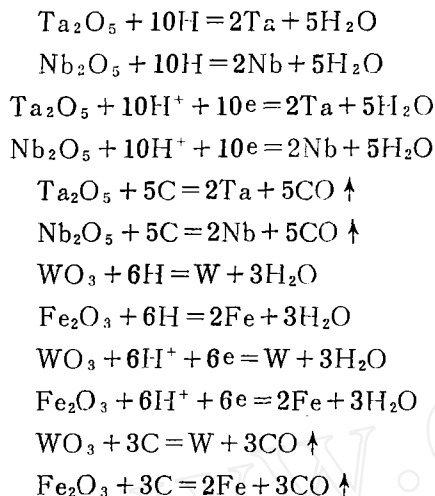 Ta₂O₅ + 10H = 2Ta + 5H₂O
Nb₂O₅ + 10H = 2Nb + 5H₂O
Ta₂O₅ + 10H⁺ + 10e = 2Ta + 5H₂O
Nb₂O₅ + 10H⁺ + 10e = 2Nb + 5H₂O
Ta₂O₅ + 5C = 2Ta + 5CO ↑
Nb₂O₅ + 5C = 2Nb + 5CO ↑
WO₃ + 6H = W + 3H₂O
Fe₂O₃ + 6H = 2Fe + 3H₂O
WO₃ + 6H⁺ + 6e = W + 3H₂O
Fe₂O₃ + 6H⁺ + 6e = 2Fe + 3H₂O
WO₃ + 3C = W + 3CO ↑
Fe₂O₃ + 3C = 2Fe + 3CO ↑